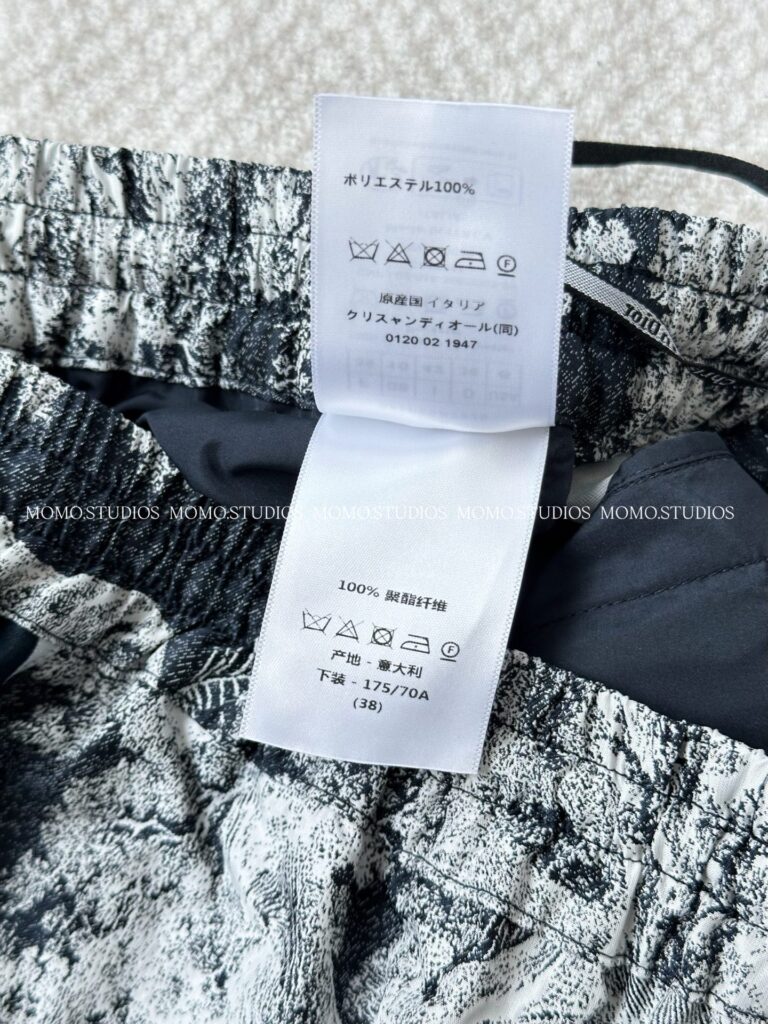 ポリエステル100%
F
原産国 イタリア
クリスャンディオール(同)
0120 02 1947
DIOR
MOMO.STUDIOS MOMO.STUDIOS MOMO.STUDIOS MOMO.STUDIOS MOMO.STUDIOS
100% 聚酯纤维
F
产地 - 意大利
下装 - 175/70A
(38)